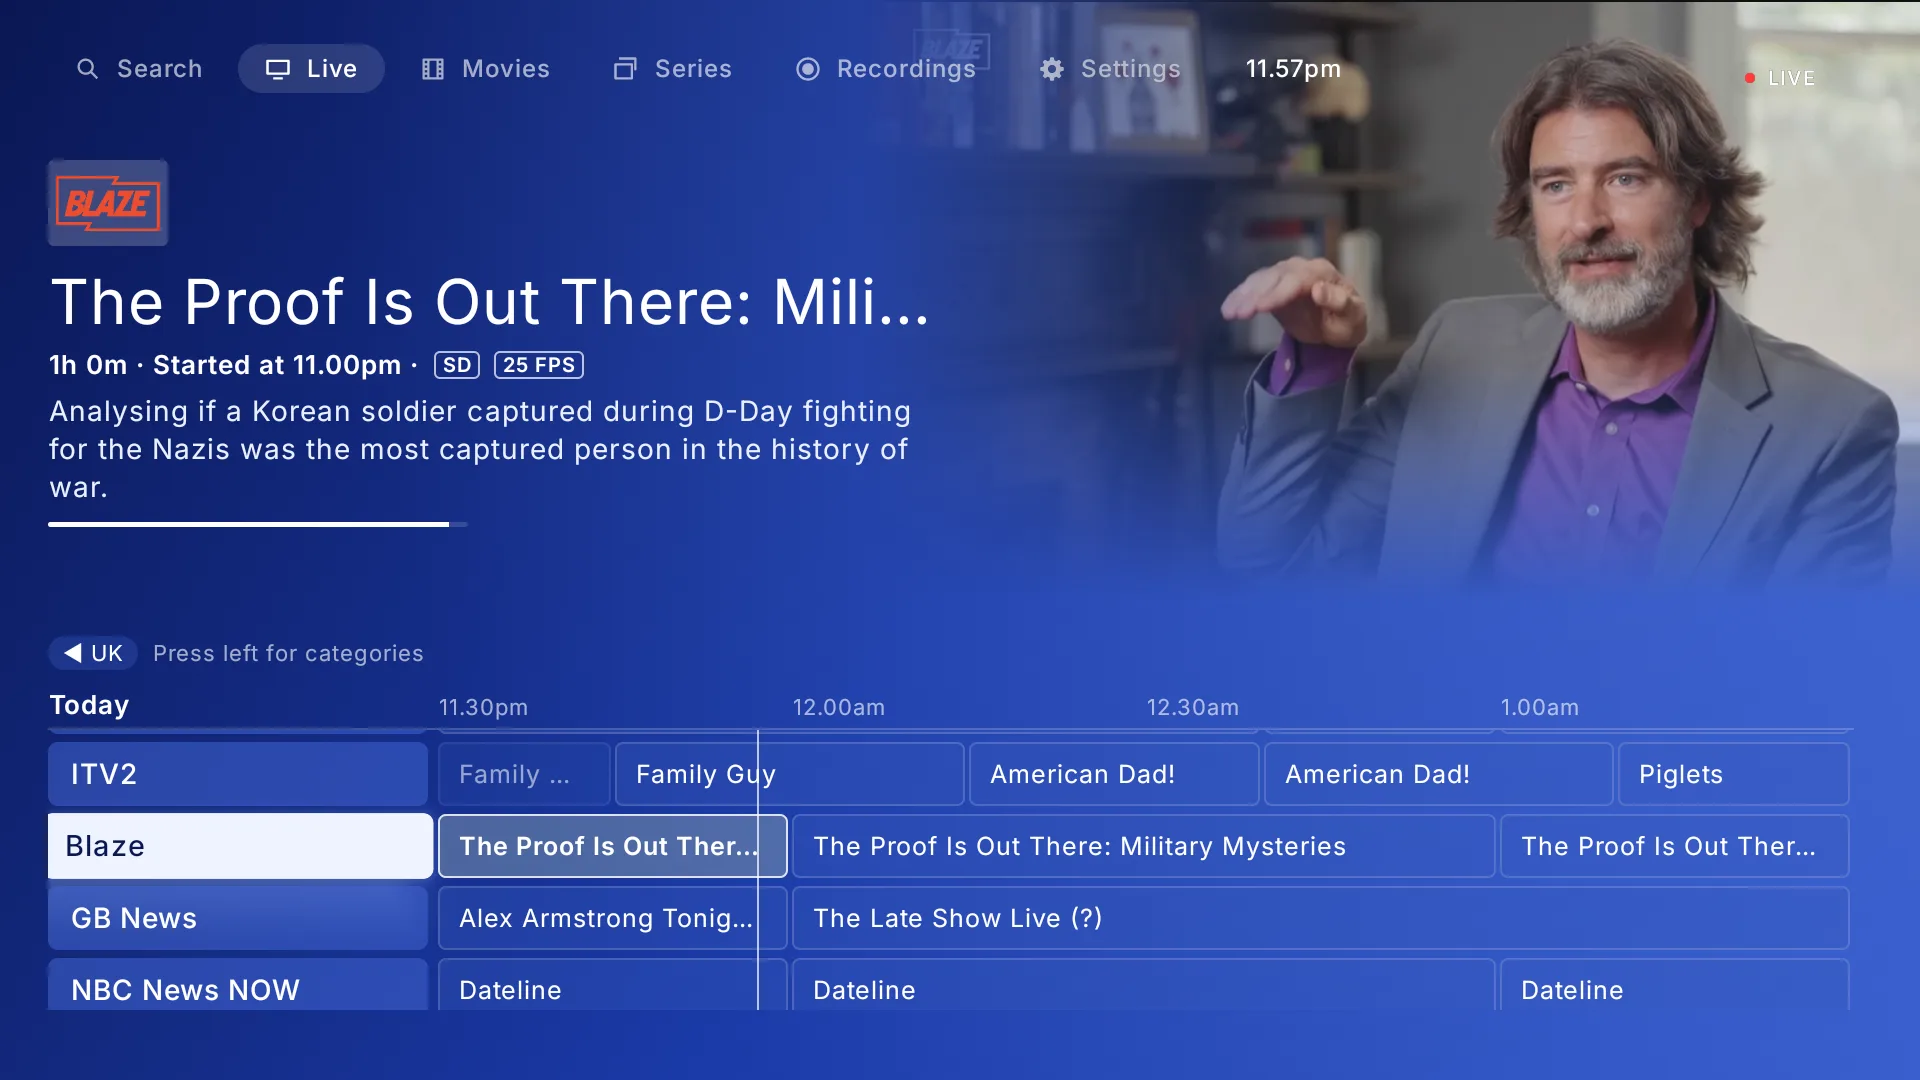 Search
Live
Movies
Series
Recordings
Settings
11.57pm
BLAZE
LIVE
BLAZE
The Proof Is Out There: Mili...
1h 0m · Started at 11.00pm · SD 25 FPS
Analysing if a Korean soldier captured during D-Day fighting
for the Nazis was the most captured person in the history of
war.
◀ UK Press left for categories
Today 11.30pm 12.00am 12.30am 1.00am
ITV2 Family ... Family Guy American Dad! American Dad! Piglets
Blaze The Proof Is Out Ther... The Proof Is Out There: Military Mysteries The Proof Is Out Ther...
GB News Alex Armstrong Tonig... The Late Show Live (?)
NBC News NOW Dateline Dateline Dateline